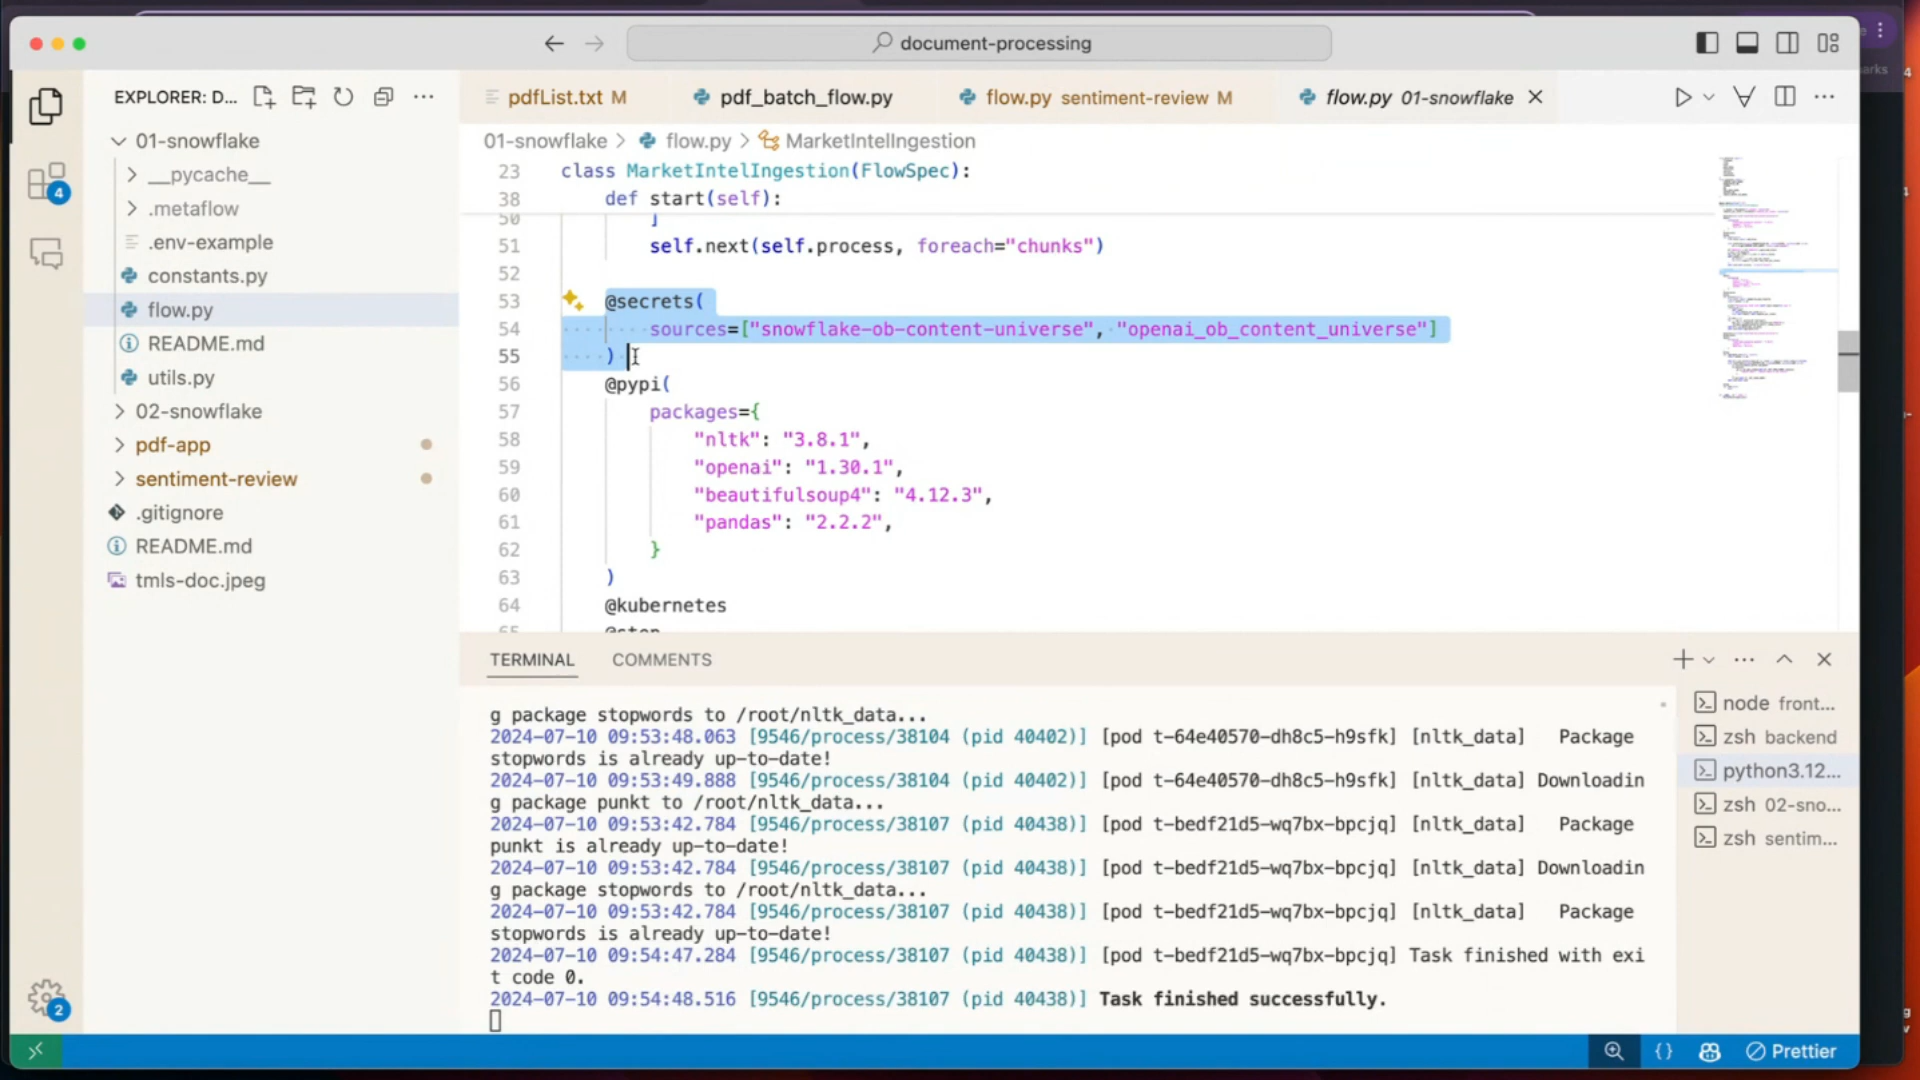 document-processing
e
arks
4
EXPLORER: D...
pdfList.txt M
pdf_batch_flow.py
flow.py sentiment-review M
flow.py 01-snowflake
01-snowflake > flow.py > MarketIntelIngestion
01-snowflake
__pycache__
.metaflow
.env-example
constants.py
flow.py
README.md
utils.py
02-snowflake
pdf-app
sentiment-review
.gitignore
README.md
tmls-doc.jpeg
4
2
23 class MarketIntelIngestion(FlowSpec):
38 def start(self):
50 ]
51 self.next(self.process, foreach="chunks")
52
53 @secrets(
54 sources=["snowflake-ob-content-universe", "openai_ob_content_universe"]
55 )
56 @pypi(
57 packages={
58 "nltk": "3.8.1",
59 "openai": "1.30.1",
60 "beautifulsoup4": "4.12.3",
61 "pandas": "2.2.2",
62 }
63 )
64 @kubernetes
65 @step
TERMINAL COMMENTS
g package stopwords to /root/nltk_data...
2024-07-10 09:53:48.063 [9546/process/38104 (pid 40402)] [pod t-64e40570-dh8c5-h9sfk] [nltk_data] Package
stopwords is already up-to-date!
2024-07-10 09:53:49.888 [9546/process/38104 (pid 40402)] [pod t-64e40570-dh8c5-h9sfk] [nltk_data] Downloadin
g package punkt to /root/nltk_data...
2024-07-10 09:53:42.784 [9546/process/38107 (pid 40438)] [pod t-bedf21d5-wq7bx-bpcjq] [nltk_data] Package
punkt is already up-to-date!
2024-07-10 09:53:42.784 [9546/process/38107 (pid 40438)] [pod t-bedf21d5-wq7bx-bpcjq] [nltk_data] Downloadin
g package stopwords to /root/nltk_data...
2024-07-10 09:53:42.784 [9546/process/38107 (pid 40438)] [pod t-bedf21d5-wq7bx-bpcjq] [nltk_data] Package
stopwords is already up-to-date!
2024-07-10 09:54:47.284 [9546/process/38107 (pid 40438)] [pod t-bedf21d5-wq7bx-bpcjq] Task finished with exi
t code 0.
2024-07-10 09:54:48.516 [9546/process/38107 (pid 40438)] Task finished successfully.
node front...
zsh backend
python3.12...
zsh 02-sno...
zsh sentim...
{} Prettier